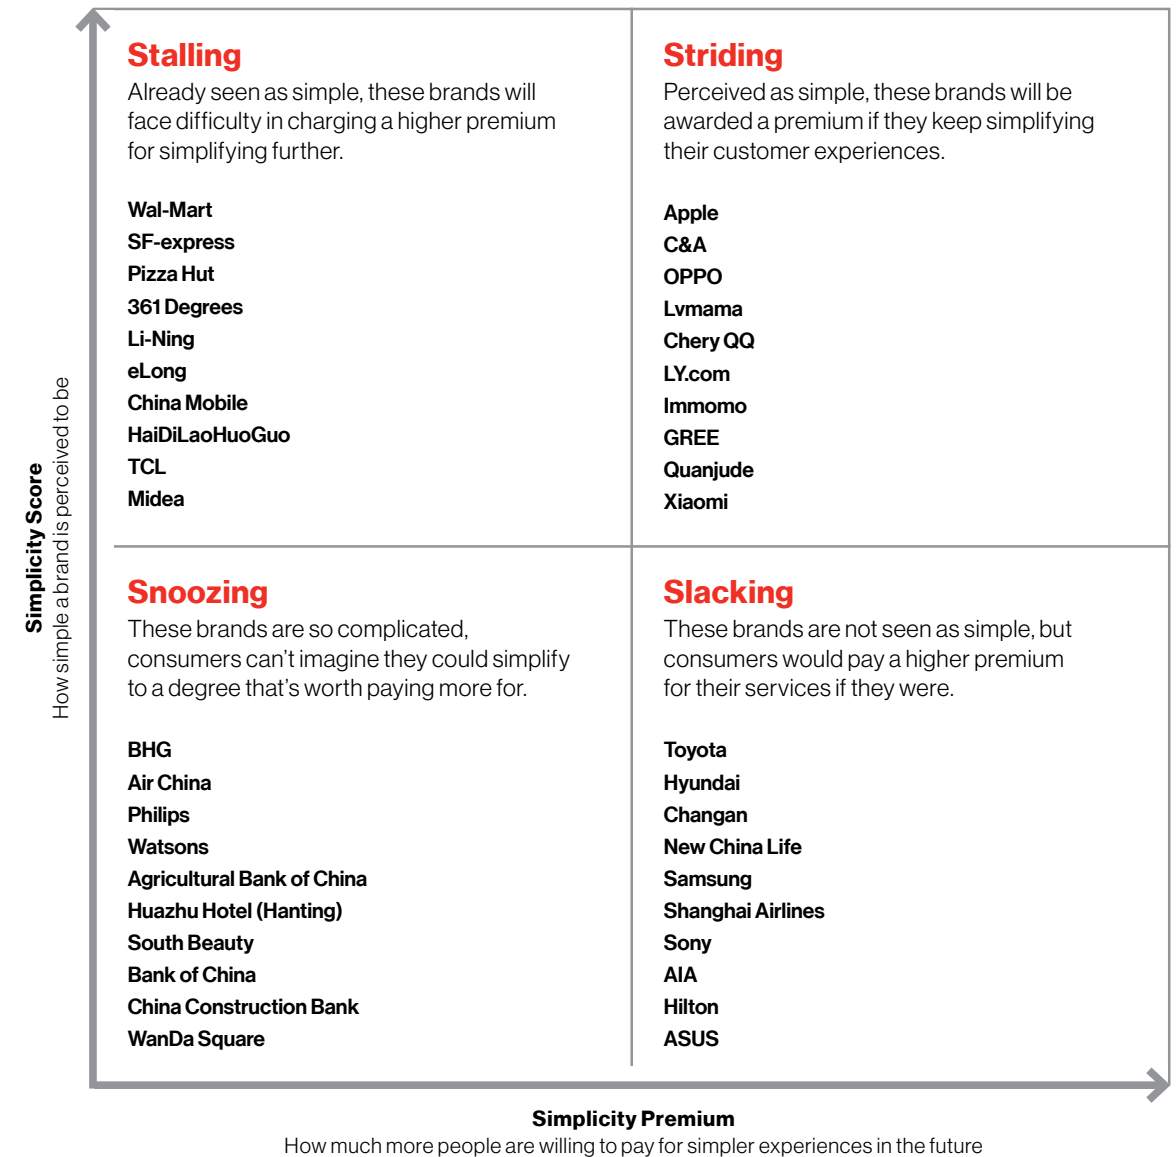 Stalling
Already seen as simple, these brands will
face difficulty in charging a higher premium
for simplifying further.
Wal-Mart
SF-express
Pizza Hut
361 Degrees
Li-Ning
eLong
China Mobile
HaiDiLaoHuoGuo
TCL
Midea
Striding
Perceived as simple, these brands will be
awarded a premium if they keep simplifying
their customer experiences.
Apple
C&A
OPPO
Lvmama
Chery QQ
LY.com
Immomo
GREE
Quanjude
Xiaomi
Snoozing
These brands are so complicated,
consumers can't imagine they could simplify
to a degree that's worth paying more for.
BHG
Air China
Philips
Watsons
Agricultural Bank of China
Huazhu Hotel (Hanting)
South Beauty
Bank of China
China Construction Bank
WanDa Square
Slacking
These brands are not seen as simple, but
consumers would pay a higher premium
for their services if they were.
Toyota
Hyundai
Changan
New China Life
Samsung
Shanghai Airlines
Sony
AIA
Hilton
ASUS
Simplicity Score
How simple a brand is perceived to be
Simplicity Premium
How much more people are willing to pay for simpler experiences in the future